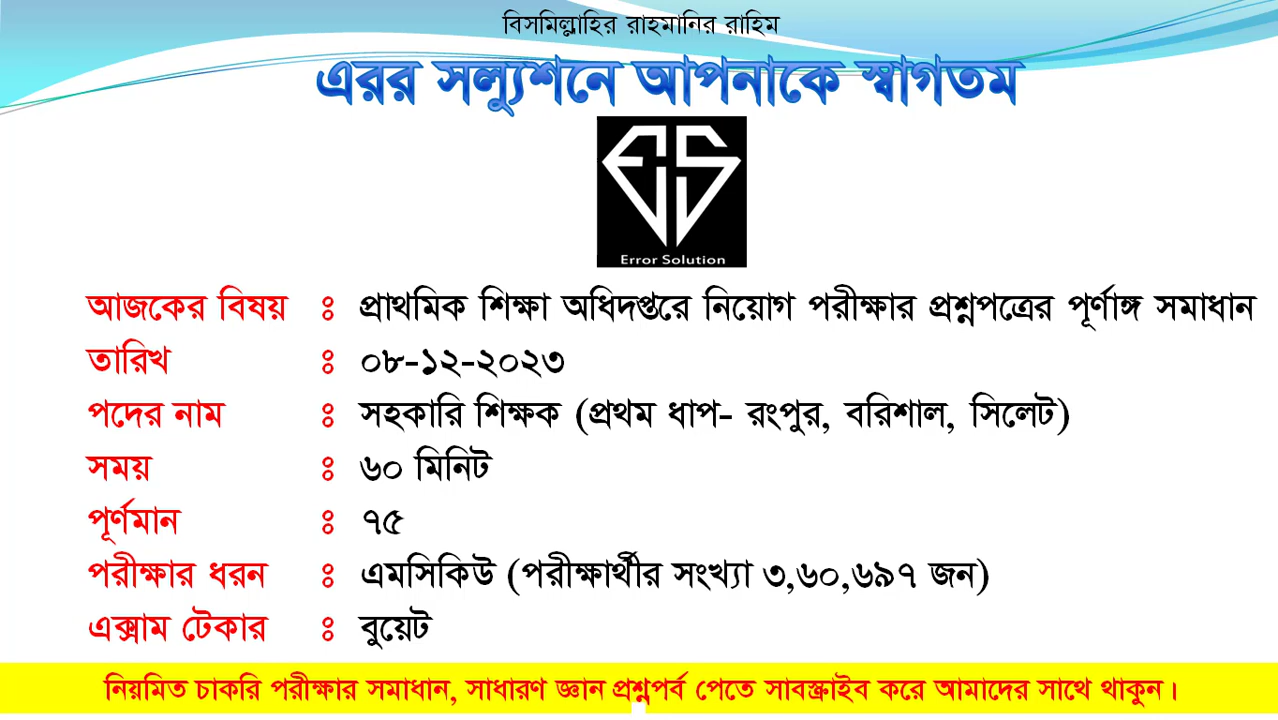 বিসমিল্লাহির রাহমানির রাহিম
এরর সল্যুশনে আপনাকে স্বাগতম
ES
Error Solution
আজকের বিষয় ঃ প্রাথমিক শিক্ষা অধিদপ্তরে নিয়োগ পরীক্ষার প্রশ্নপত্রের পূর্ণাঙ্গ সমাধান
তারিখ ঃ ০৮-১২-২০২৩
পদের নাম ঃ সহকারি শিক্ষক (প্রথম ধাপ- রংপুর, বরিশাল, সিলেট)
সময় ঃ ৬০ মিনিট
পূর্ণমান ঃ ৭৫
পরীক্ষার ধরন ঃ এমসিকিউ (পরীক্ষার্থীর সংখ্যা ৩,৬০,৬৯৭ জন)
এক্সাম টেকার ঃ বুয়েট
নিয়মিত চাকরি পরীক্ষার সমাধান, সাধারণ জ্ঞান প্রশ্নপর্ব পেতে সাবস্ক্রাইব করে আমাদের সাথে থাকুন।